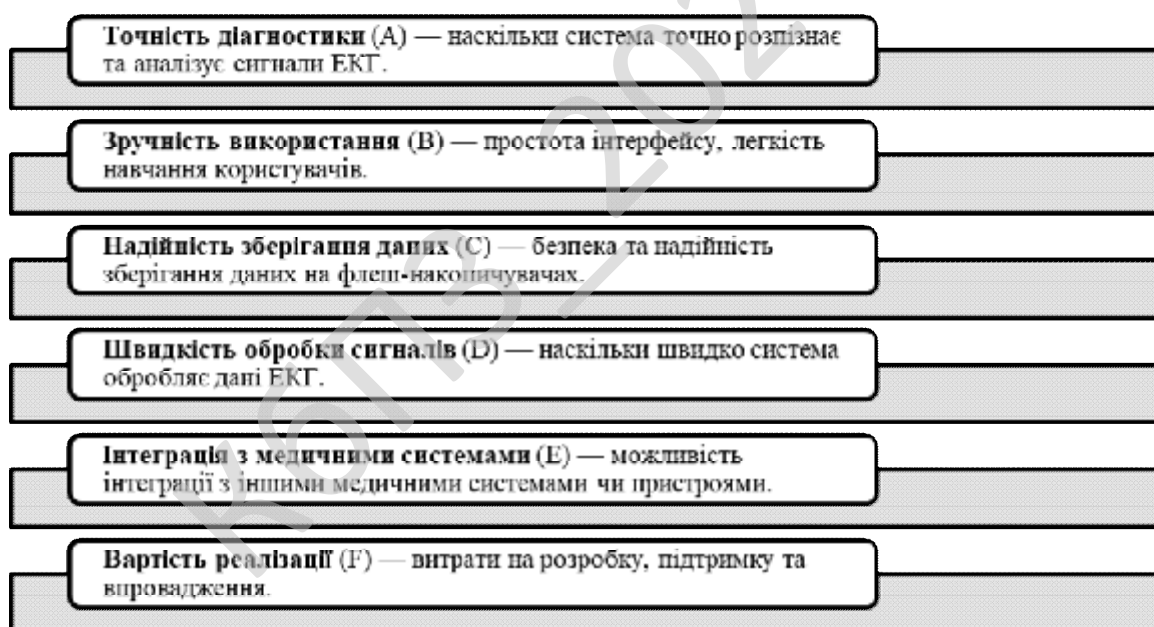 Точність діагностики (A) — наскільки система точно розпізнає
та аналізує сигнали ЕКГ.
Зручність використання (B) — простота інтерфейсу, легкість
навчання користувачів.
Надійність зберігання даних (C) — безпека та надійність
зберігання даних на флеш-накопичувачах.
Швидкість обробки сигналів (D) — наскільки швидко система
обробляє дані ЕКГ.
Інтеграція з медичними системами (E) — можливість
інтеграції з іншими медичними системами чи пристроями.
Вартість реалізації (F) — витрати на розробку, підтримку та
впровадження.